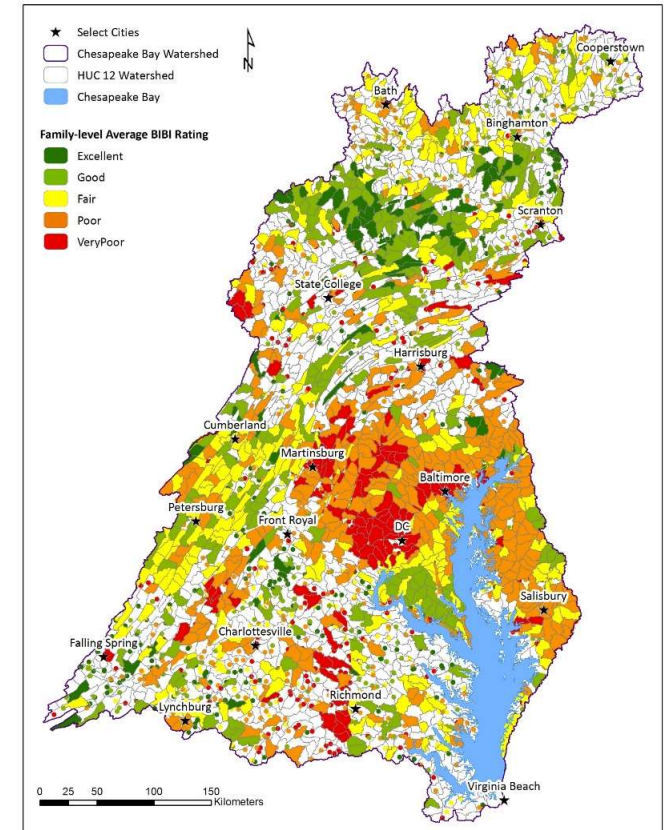 Select Cities
Chesapeake Bay Watershed
HUC 12 Watershed
Chesapeake Bay
N
Family-level Average BIBI Rating
Excellent
Good
Fair
Poor
VeryPoor
Cooperstown
Bath
Binghamton
Scranton
State College
Harrisburg
Cumberland
Martinsburg
Baltimore
Petersburg
Front Royal
DC
Salisbury
Charlottesville
Falling Spring
Richmond
Lynchburg
Virginia Beach
0 25 50 100 150
Kilometers